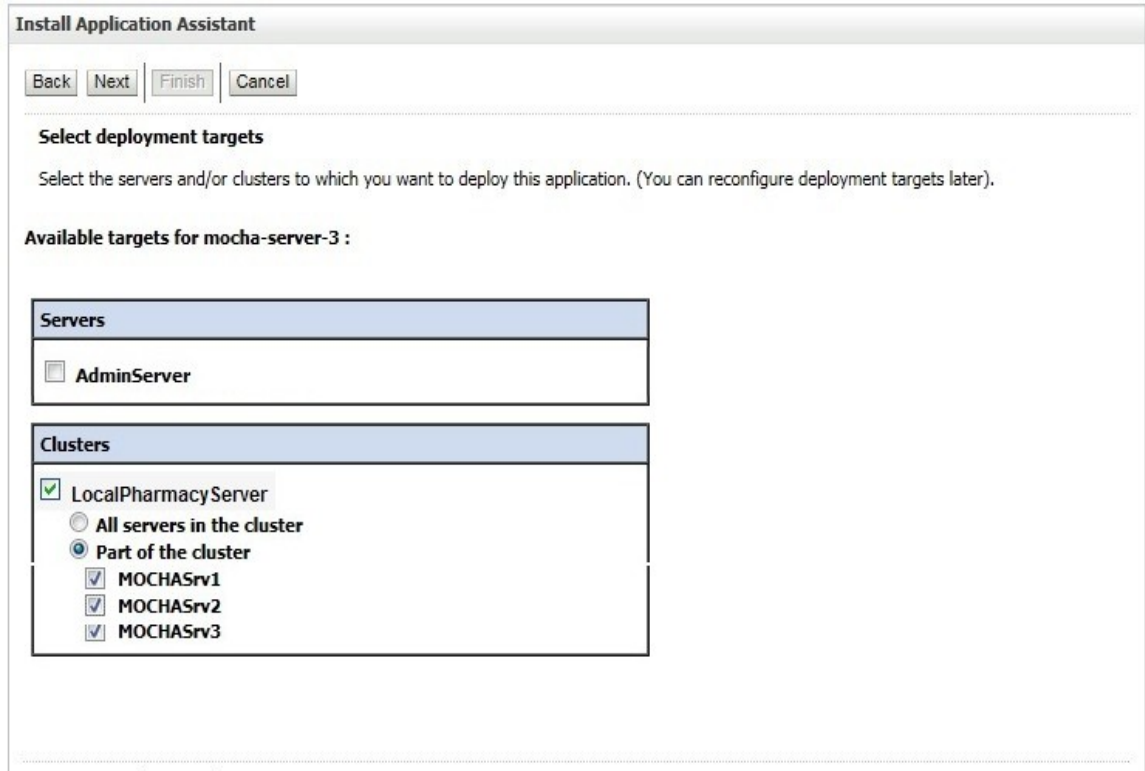 Install Application Assistant
Back Next Finish Cancel
Select deployment targets
Select the servers and/or clusters to which you want to deploy this application. (You can reconfigure deployment targets later).
Available targets for mocha-server-3 :
Servers
AdminServer
Clusters
LocalPharmacyServer
All servers in the cluster
Part of the cluster
MOCHASrv1
MOCHASrv2
MOCHASrv3